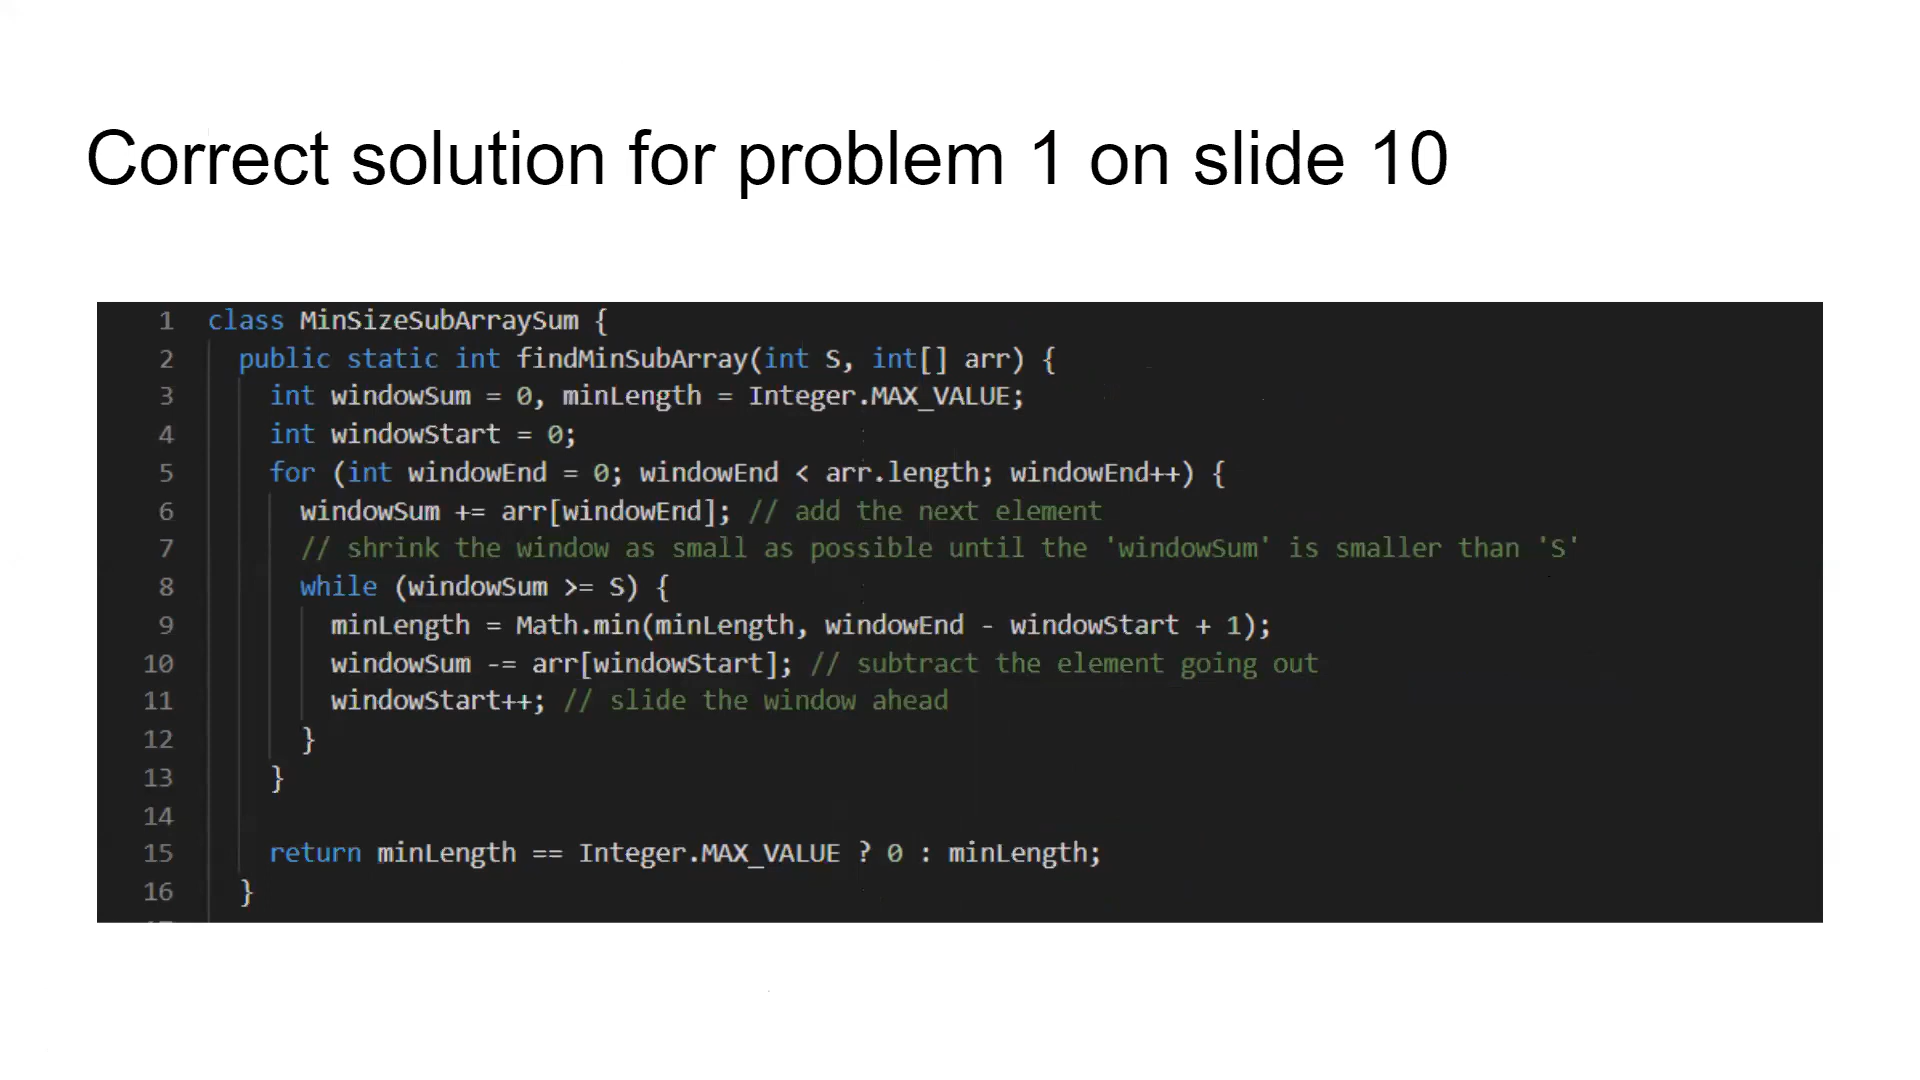 Correct solution for problem 1 on slide 10
1 class MinSizeSubArraySum {
2 public static int findMinSubArray(int S, int[] arr) {
3 int windowSum = 0, minLength = Integer.MAX_VALUE;
4 int windowStart = 0;
5 for (int windowEnd = 0; windowEnd < arr.length; windowEnd++) {
6 windowSum += arr[windowEnd]; // add the next element
7 // shrink the window as small as possible until the 'windowSum' is smaller than 'S'
8 while (windowSum >= S) {
9 minLength = Math.min(minLength, windowEnd - windowStart + 1);
10 windowSum -= arr[windowStart]; // subtract the element going out
11 windowStart++; // slide the window ahead
12 }
13 }
14
15 return minLength == Integer.MAX_VALUE ? 0 : minLength;
16 }